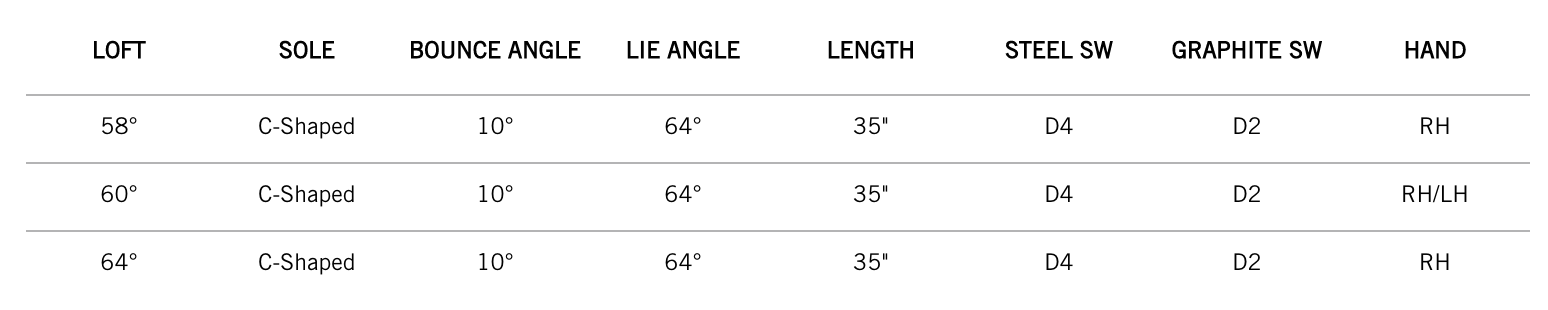 LOFT SOLE BOUNCE ANGLE LIE ANGLE LENGTH STEEL SW GRAPHITE SW HAND
58° C-Shaped 10° 64° 35" D4 D2 RH
60° C-Shaped 10° 64° 35" D4 D2 RH/LH
64° C-Shaped 10° 64° 35" D4 D2 RH